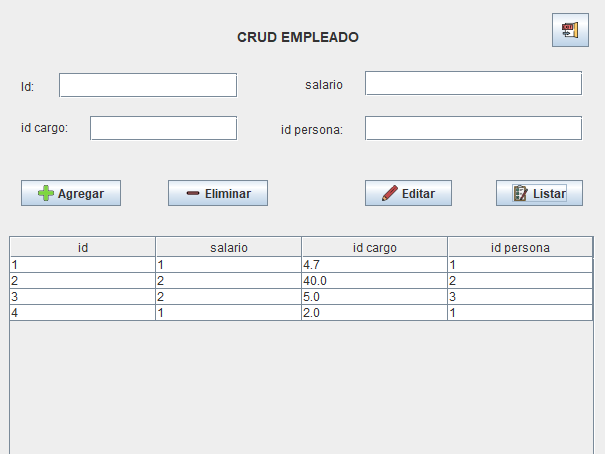 CRUD EMPLEADO
Id:
salario
id cargo:
id persona:
Agregar
Eliminar
Editar
Listar
id salario id cargo id persona
1 1 4.7 1
2 2 40.0 2
3 2 5.0 3
4 1 2.0 1